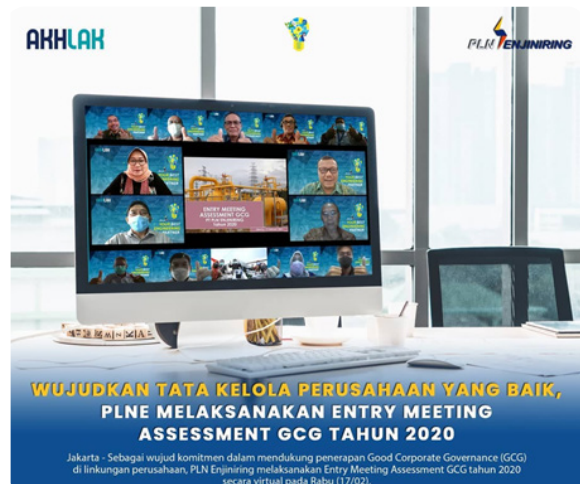 AKHLAK
PLN ENJINIRING
ENTRY MEETING
ASSESSMENT GCG
PT PLN ENJINIRING
Tahun 2020
WUJUDKAN TATA KELOLA PERUSAHAAN YANG BAIK,
PLNE MELAKSANAKAN ENTRY MEETING
ASSESSMENT GCG TAHUN 2020
Jakarta - Sebagai wujud komitmen dalam mendukung penerapan Good Corporate Governance (GCG)
di lingkungan perusahaan, PLN Enjiniring melaksanakan Entry Meeting Assessment GCG tahun 2020
secara virtual pada Rabu (17/02).